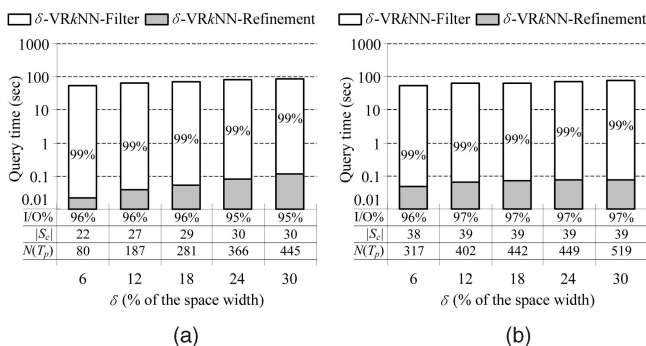 δ-VRkNN-Filter δ-VRkNN-Refinement
Query time (sec)
1000
100
10
1
0.1
0.01
99% 99% 99% 99% 99%
I/O% 96% 96% 96% 95% 95%
|Sc| 22 27 29 30 30
N(Tp) 80 187 281 366 445
6 12 18 24 30
δ (% of the space width)
(a)
δ-VRkNN-Filter δ-VRkNN-Refinement
Query time (sec)
1000
100
10
1
0.1
0.01
99% 99% 99% 99% 99%
I/O% 96% 97% 97% 97% 97%
|Sc| 38 39 39 39 39
N(Tp) 317 402 442 449 519
6 12 18 24 30
δ (% of the space width)
(b)